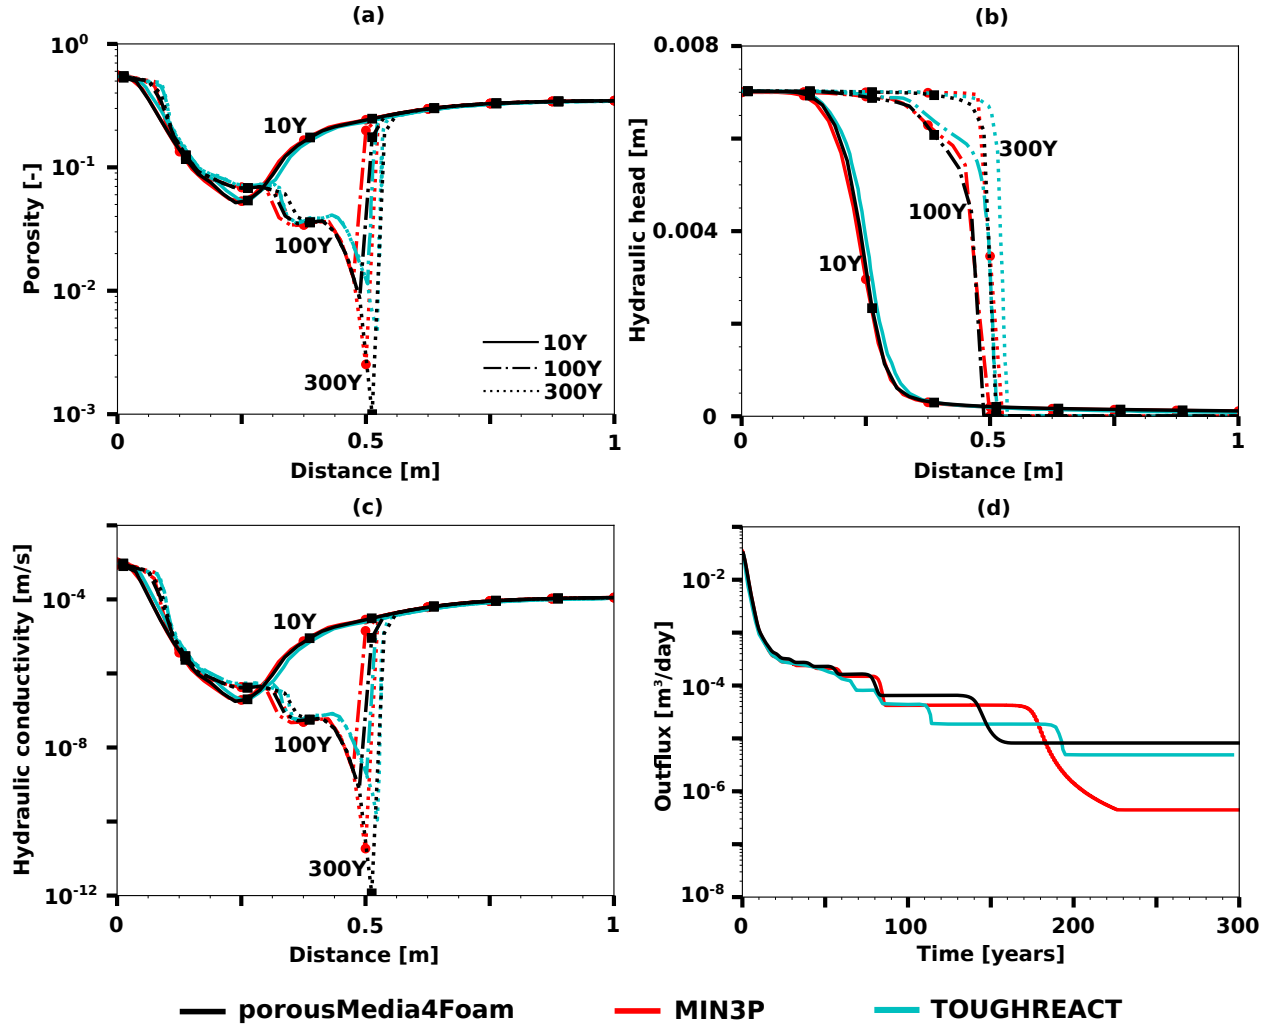 (a)
10⁰
10⁻¹
10⁻²
10⁻³
Porosity [-]
10Y
100Y
300Y
10Y
100Y
300Y
0
0.5
1
Distance [m]
(b)
0.008
0.004
0
Hydraulic head [m]
10Y
100Y
300Y
0
0.5
1
Distance [m]
(c)
10⁻⁴
10⁻⁸
10⁻¹²
Hydraulic conductivity [m/s]
10Y
100Y
300Y
0
0.5
1
Distance [m]
(d)
10⁻²
10⁻⁴
10⁻⁶
10⁻⁸
Outflux [m³/day]
0
100
200
300
Time [years]
porousMedia4Foam
MIN3P
TOUGHREACT